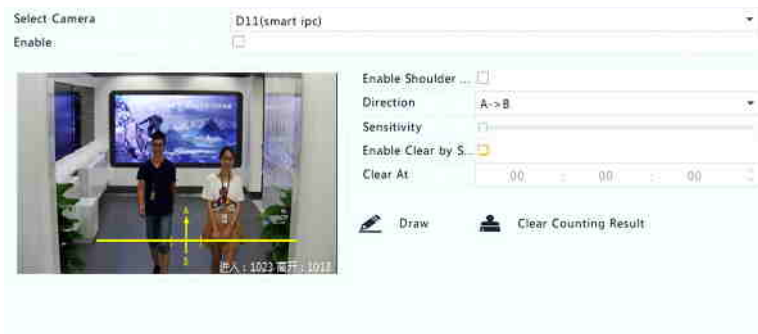 Select Camera
D11(smart ipc)
Enable
Enable Shoulder ...
Direction
A->B
Sensitivity
Enable Clear by S...
Clear At
00 : 00 : 00
Draw
Clear Counting Result
A
进入：1023 离开：1018